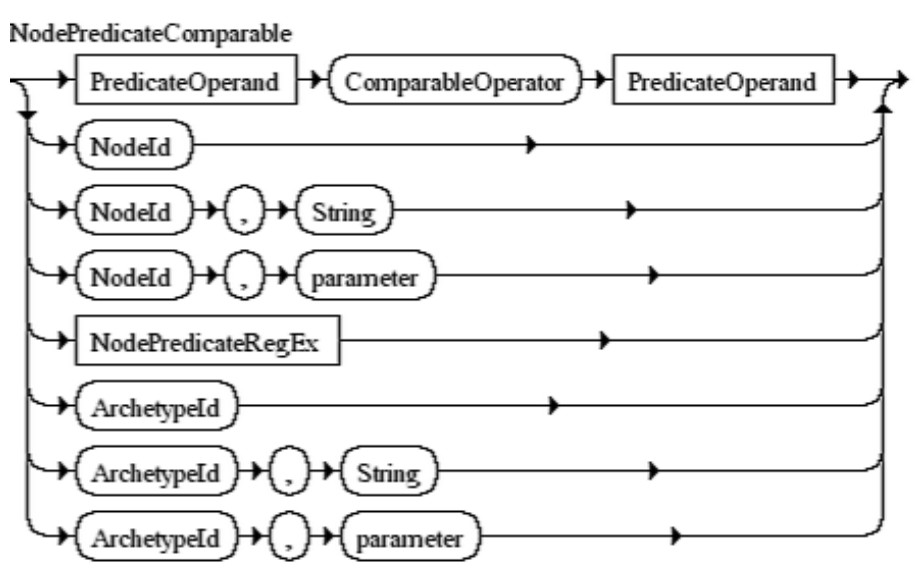 NodePredicateComparable
PredicateOperand ComparableOperator PredicateOperand
NodeId
NodeId , String
NodeId , parameter
NodePredicateRegEx
ArchetypeId
ArchetypeId , String
ArchetypeId , parameter